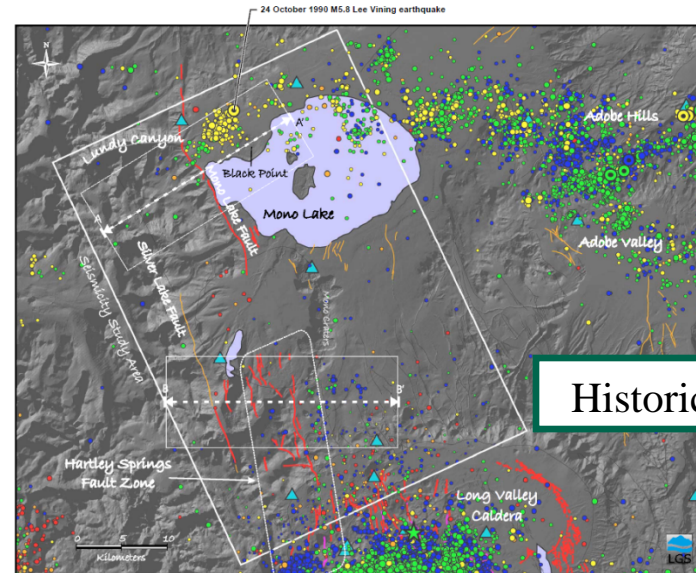 24 October 1990 M5.8 Lee Vining earthquake
N
Lundy Canyon
A'
Adobe Hills
Black Point
Mono Lake Fault
Mono Lake
A
Adobe Valley
Silver Lake Fault
Seismicity Study Area
Mono Craters
B
B'
Historic
Hartley Springs
Fault Zone
Long Valley
Caldera
0 5 10
Kilometers
LGS